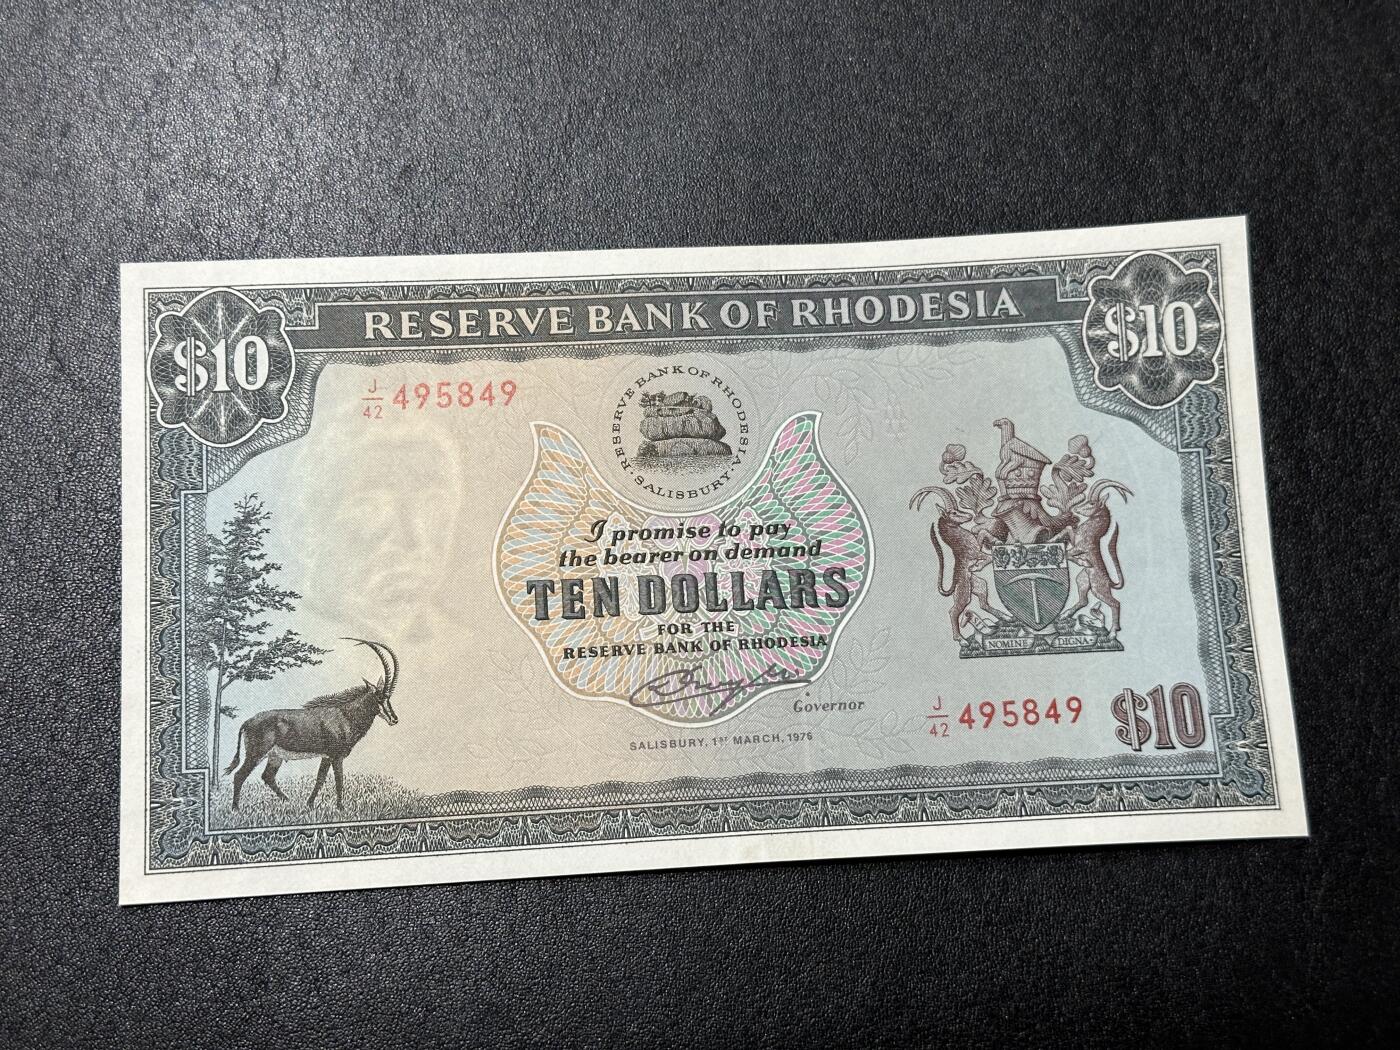 RESERVE BANK OF RHODESIA
$10
$10
J/42 495849
RESERVE BANK OF RHODESIA · SALISBURY ·
I promise to pay
the bearer on demand
TEN DOLLARS
FOR THE
RESERVE BANK OF RHODESIA
Governor
SALISBURY, 1ST MARCH, 1976
SIT NOMINE DIGNA
J/42 495849
$10